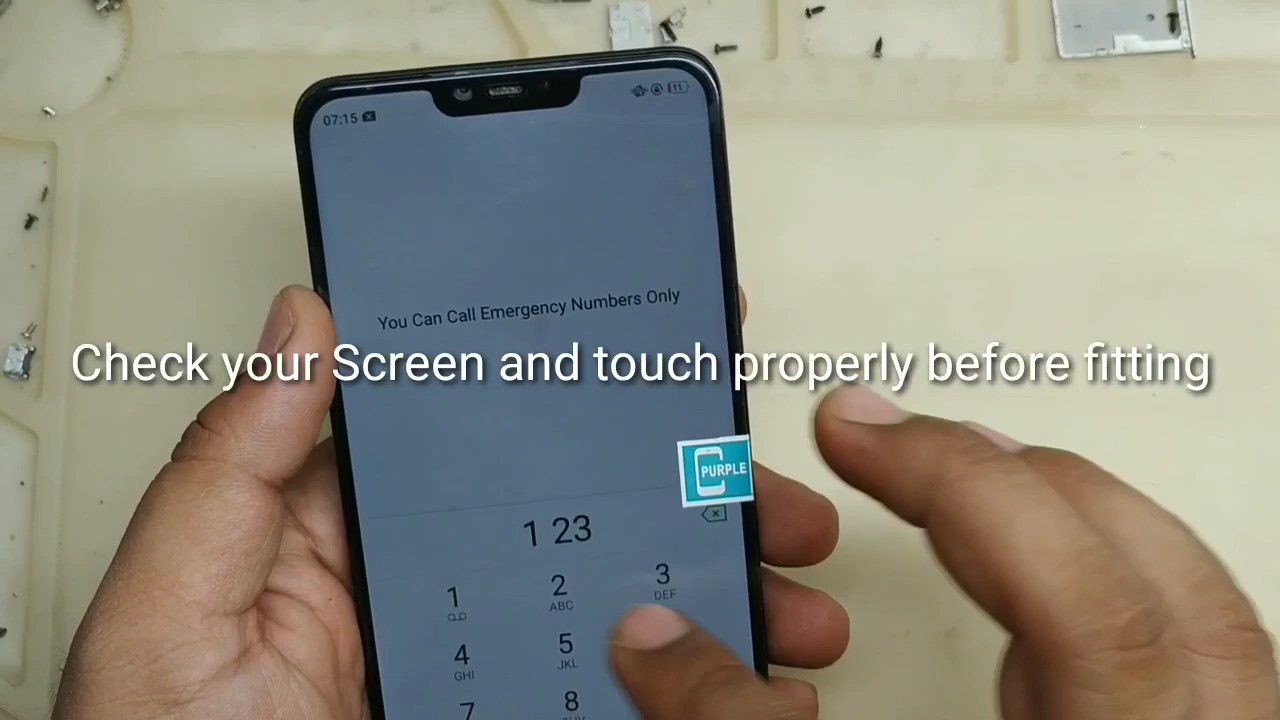 07:15
11
You Can Call Emergency Numbers Only
Check your Screen and touch properly before fitting
PURPLE
1 23
1 2 3
ABC DEF
4 5
GHI JKL
7 8